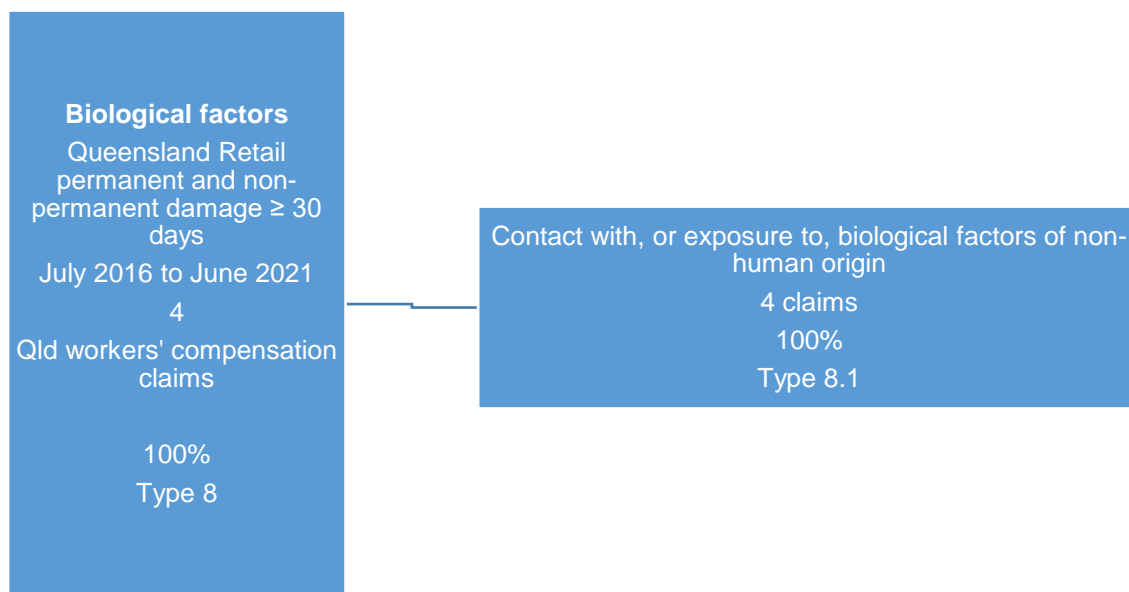 Biological factors
Queensland Retail
permanent and non-
permanent damage ≥ 30
days
July 2016 to June 2021
4
Qld workers' compensation
claims
100%
Type 8
Contact with, or exposure to, biological factors of non-
human origin
4 claims
100%
Type 8.1